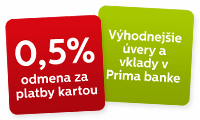 0,5%
odmena za
platby kartou
Výhodnejšie
úvery a
vklady v
Prima banke